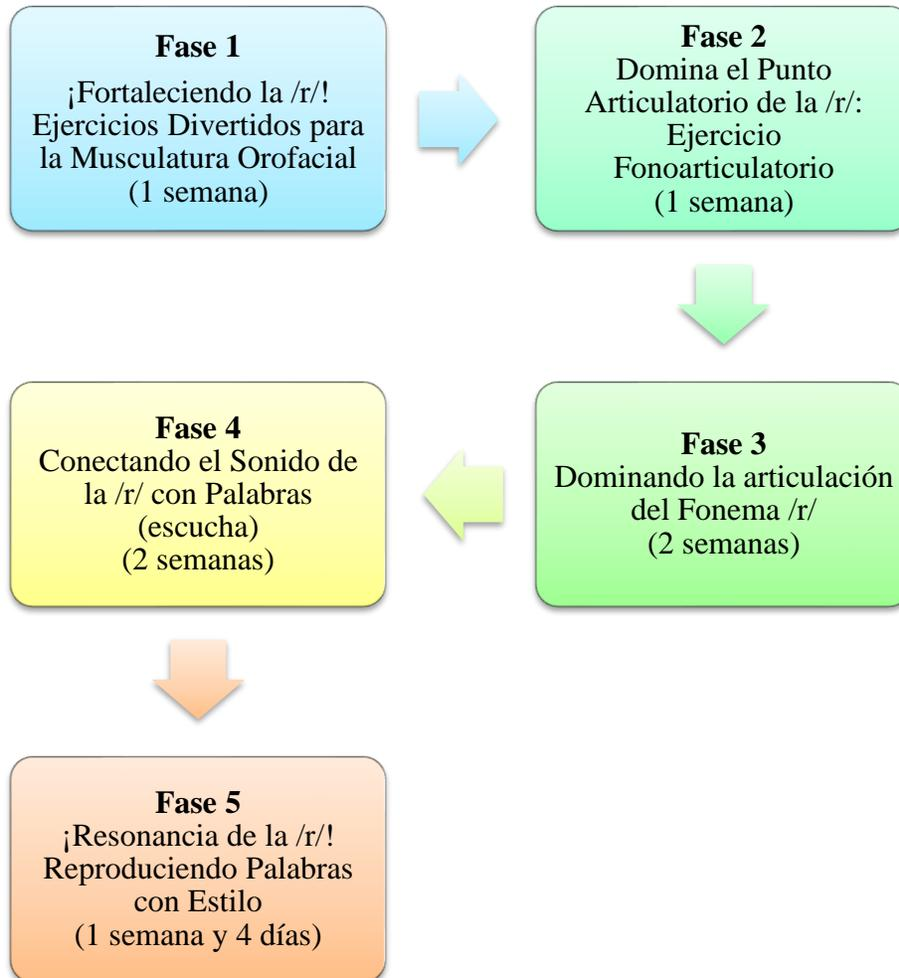 Fase 1
¡Fortaleciendo la /r/!
Ejercicios Divertidos para
la Musculatura Orofacial
(1 semana)
Fase 2
Domina el Punto
Articulatorio de la /r/:
Ejercicio
Fonoarticulatorio
(1 semana)
Fase 3
Dominando la articulación
del Fonema /r/
(2 semanas)
Fase 4
Conectando el Sonido de
la /r/ con Palabras
(escucha)
(2 semanas)
Fase 5
¡Resonancia de la /r/!
Reproduciendo Palabras
con Estilo
(1 semana y 4 días)